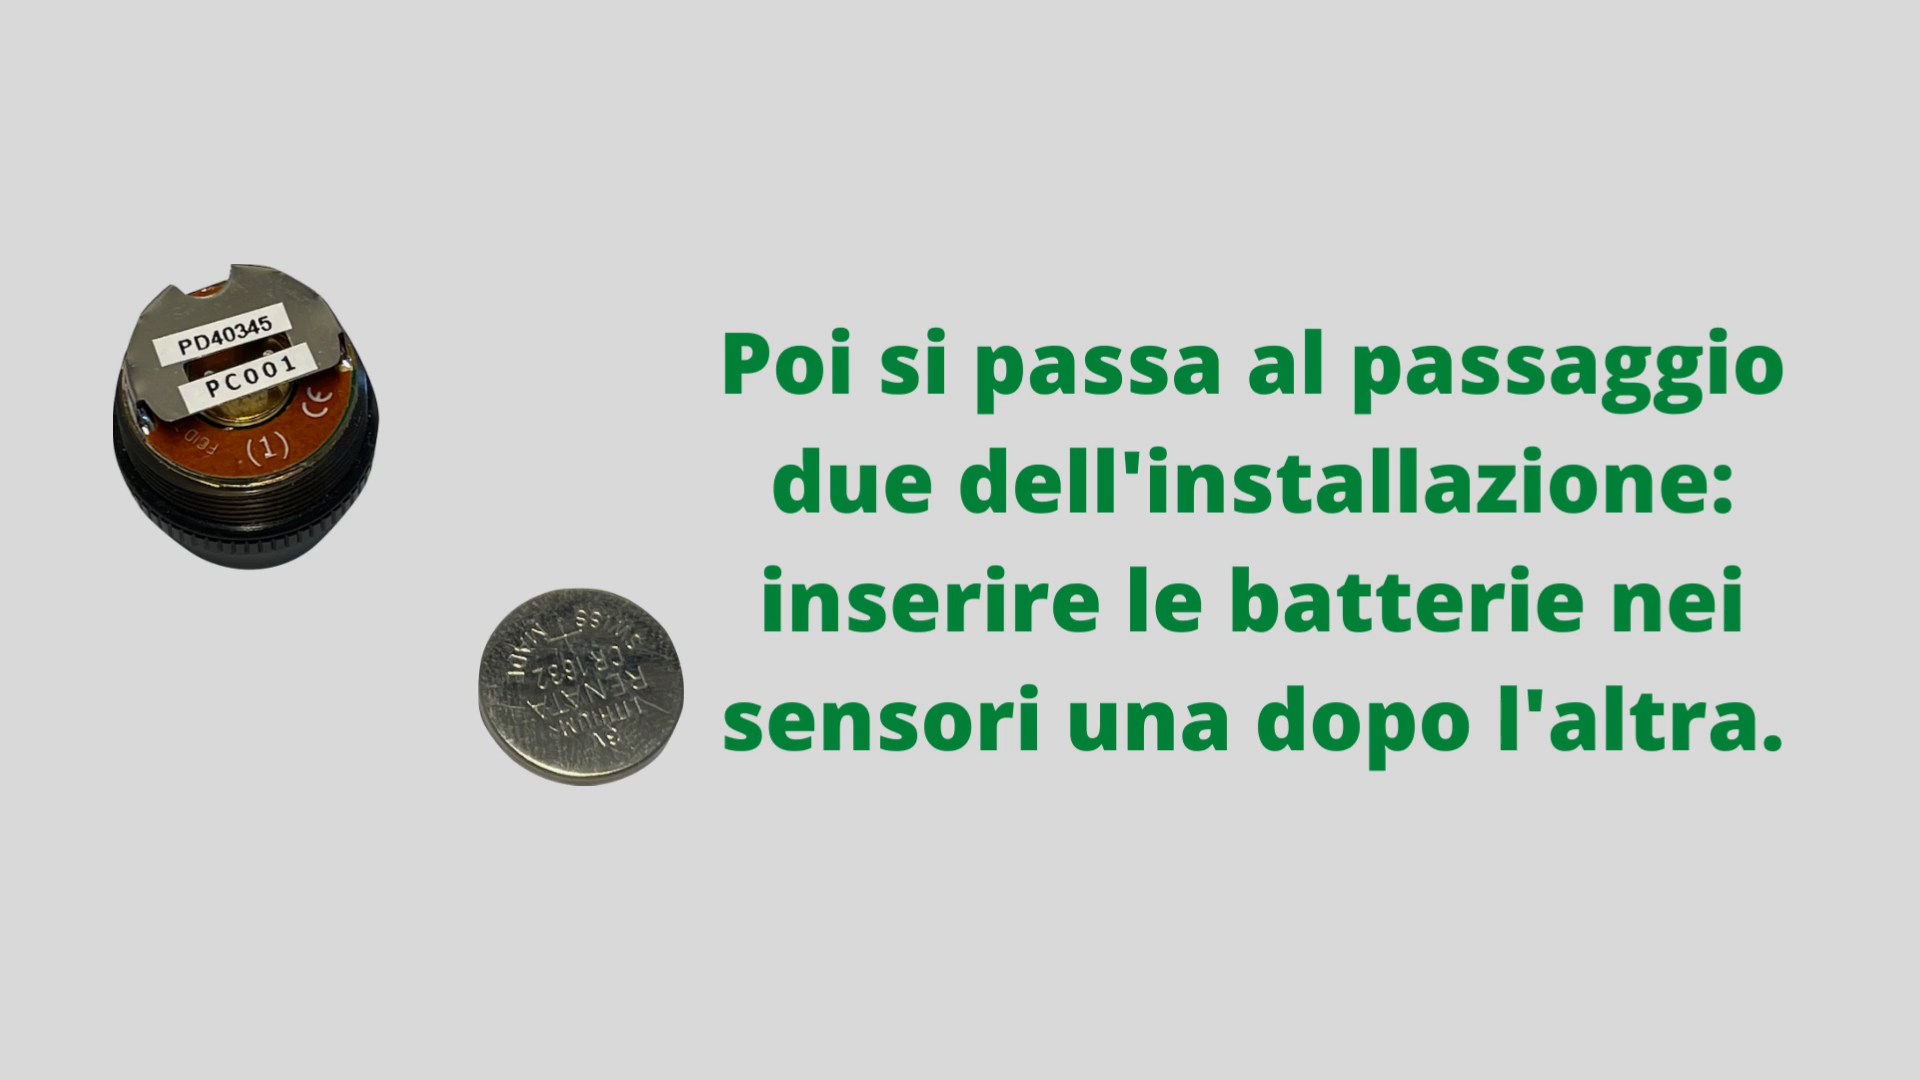 PD40345
PC001
CE
(1)
Poi si passa al passaggio
due dell'installazione:
inserire le batterie nei
sensori una dopo l'altra.
SWISS
CR1632
RENATA